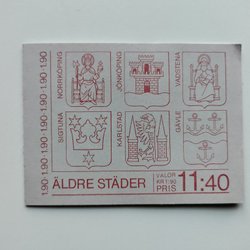 1.90·1.90·1.90·1.90·1.90·1.90
NORRKÖPING
JÖNKÖPING
VADSTENA
SIGTUNA
KARLSTAD
GÄVLE
ÄLDRE STÄDER
VALÖR
KR 1:90
PRIS
11:40